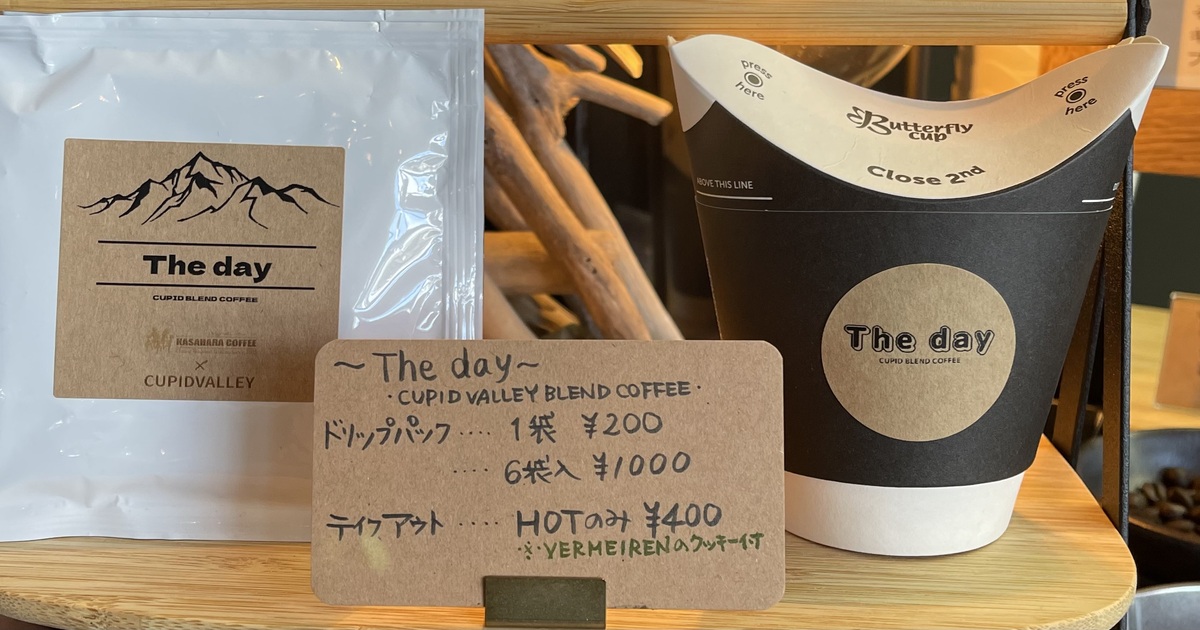 The day
CUPID BLEND COFFEE
KASAHARA COFFEE
×
CUPIDVALLEY
~The day~
・CUPID VALLEY BLEND COFFEE・
ドリップパック‥‥ 1袋 ¥200
‥‥ 6袋入 ¥1000
テイクアウト‥‥ HOTのみ ¥400
※VERMEIRENのクッキー付
press
here
press
here
Butterfly
cup
Close 2nd
ABOVE THIS LINE
The day
CUPID BLEND COFFEE